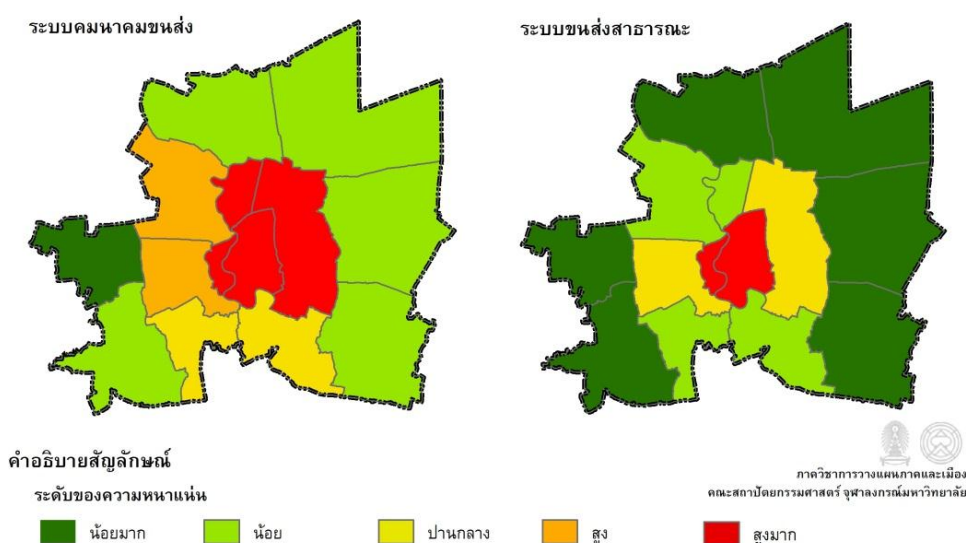 ระบบคมนาคมขนส่ง
ระบบขนส่งสาธารณะ
คำอธิบายสัญลักษณ์
ระดับของความหนาแน่น
น้อยมาก
น้อย
ปานกลาง
สูง
สูงมาก
ภาควิชาการวางแผนภาคและเมือง
คณะสถาปัตยกรรมศาสตร์ จุฬาลงกรณ์มหาวิทยาลัย